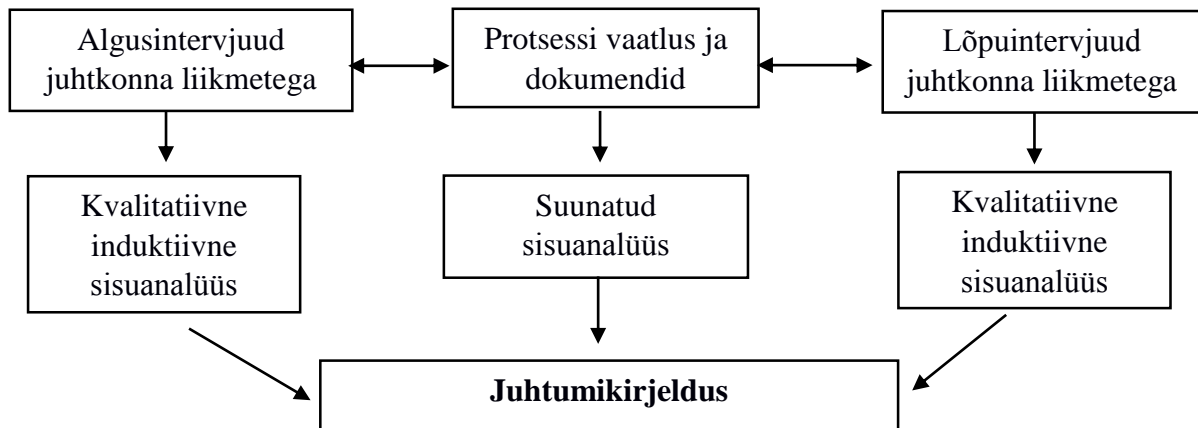 Algusintervjuud
juhtkonna liikmetega
Protsessi vaatlus ja
dokumendid
Lõpuintervjuud
juhtkonna liikmetega
Kvalitatiivne
induktiivne
sisuanalüüs
Suunatud
sisuanalüüs
Kvalitatiivne
induktiivne
sisuanalüüs
Juhtumikirjeldus